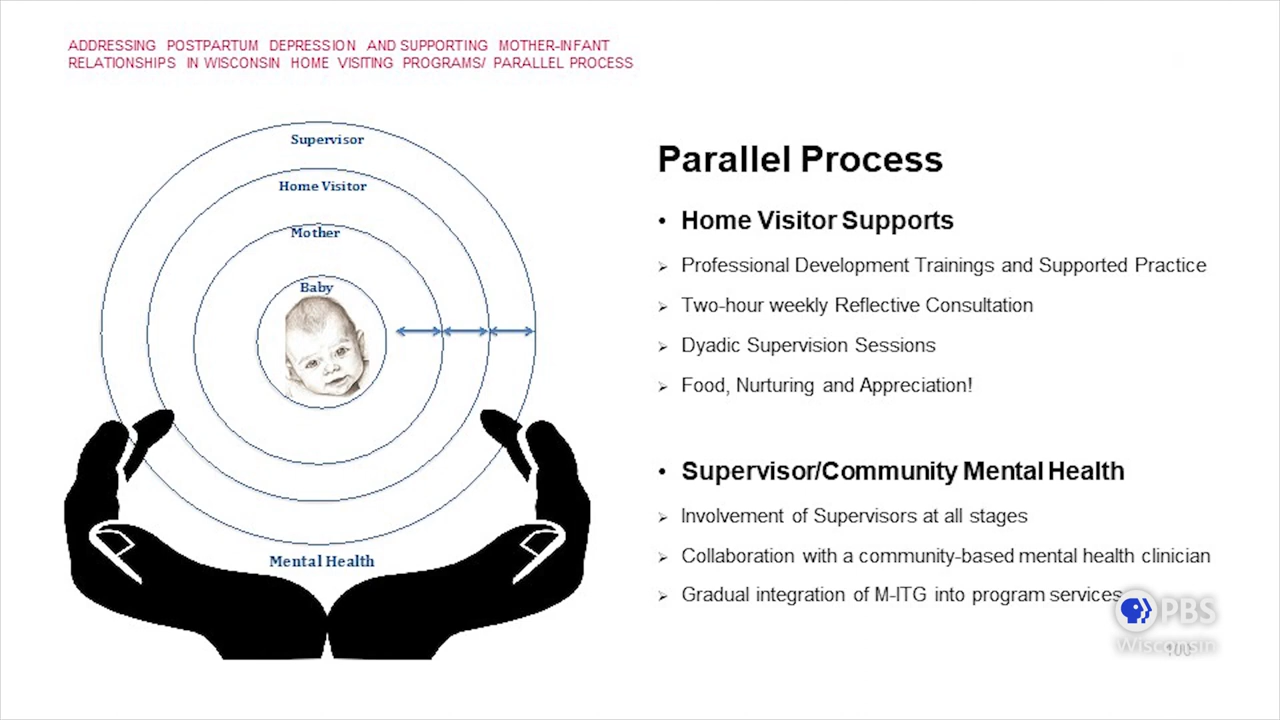 ADDRESSING POSTPARTUM DEPRESSION AND SUPPORTING MOTHER-INFANT
RELATIONSHIPS IN WISCONSIN HOME VISITING PROGRAMS/ PARALLEL PROCESS
Supervisor
Home Visitor
Mother
Baby
Mental Health
Parallel Process
• Home Visitor Supports
➢ Professional Development Trainings and Supported Practice
➢ Two-hour weekly Reflective Consultation
➢ Dyadic Supervision Sessions
➢ Food, Nurturing and Appreciation!
• Supervisor/Community Mental Health
➢ Involvement of Supervisors at all stages
➢ Collaboration with a community-based mental health clinician
➢ Gradual integration of M-ITG into program services
PBS
Wisconsin